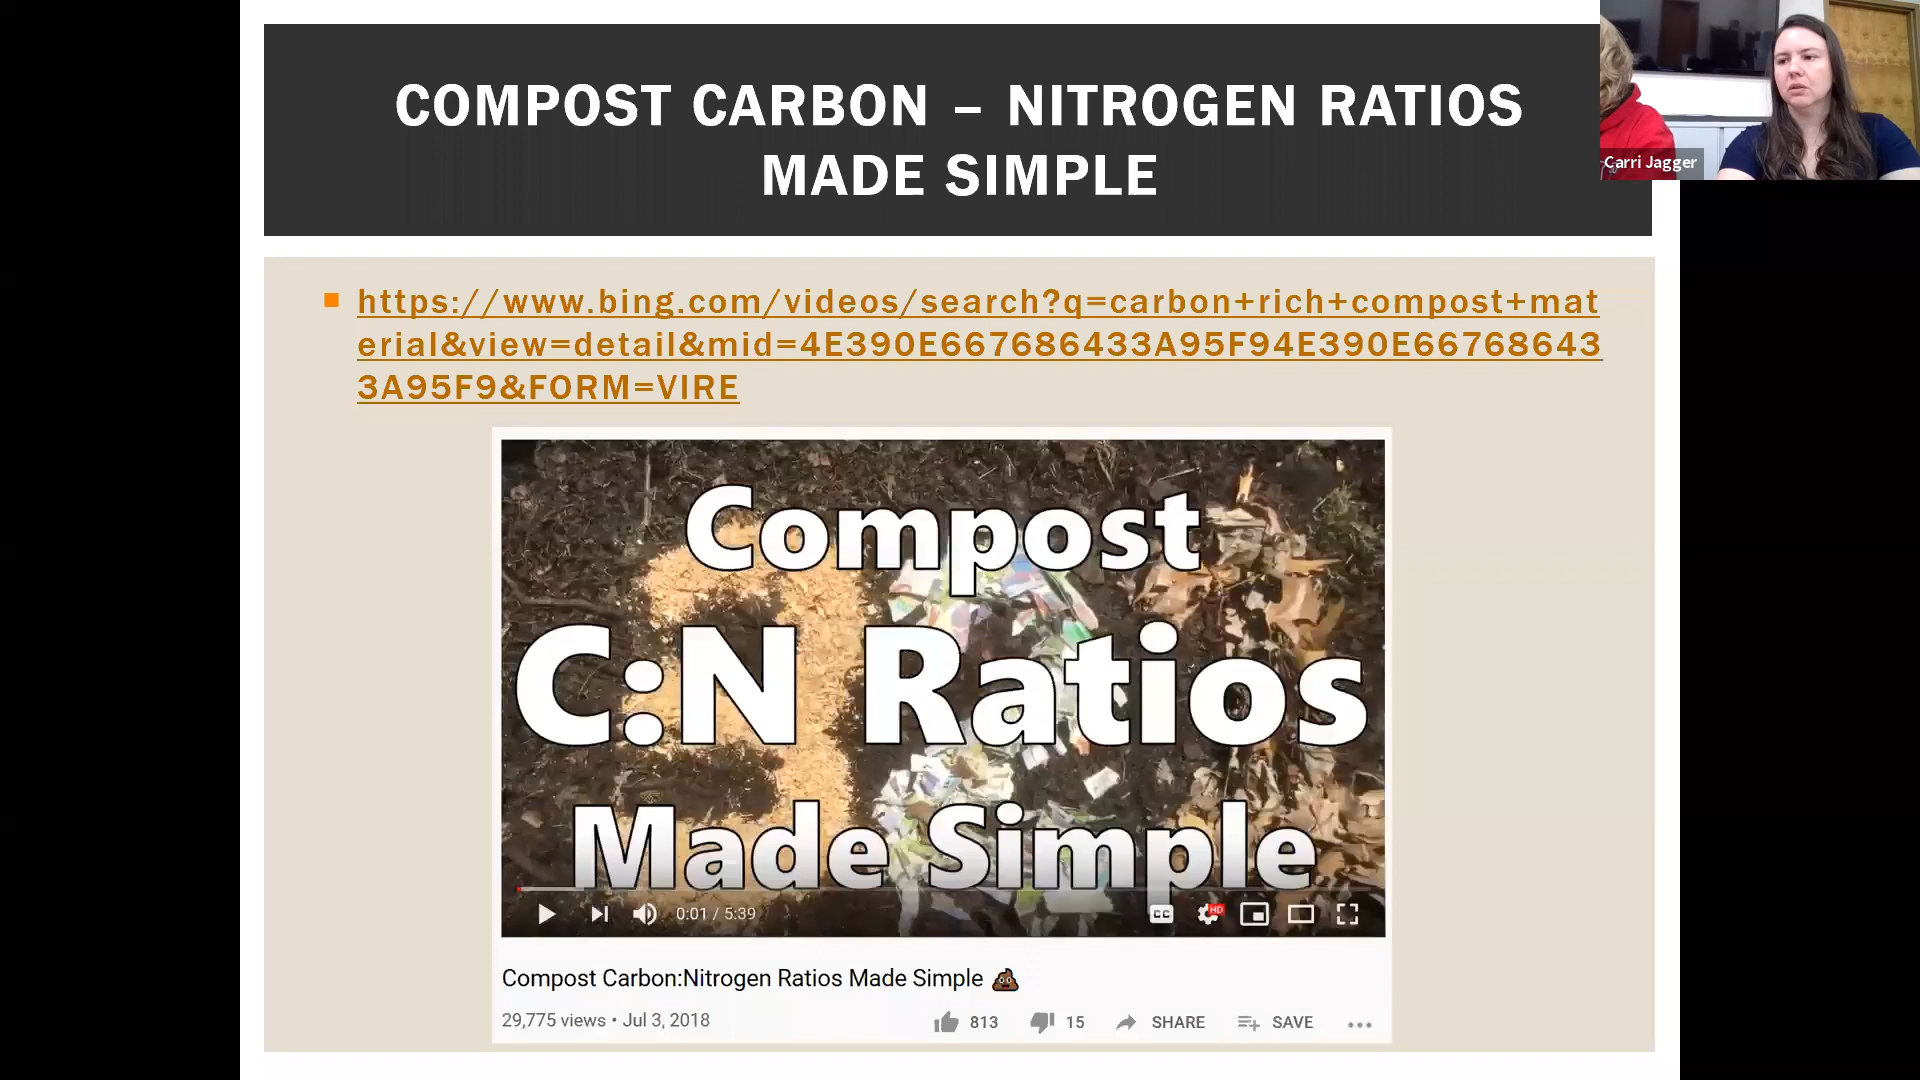 COMPOST CARBON – NITROGEN RATIOS
MADE SIMPLE
Carri Jagger
https://www.bing.com/videos/search?q=carbon+rich+compost+mat
erial&view=detail&mid=4E390E667686433A95F94E390E66768643
3A95F9&FORM=VIRE
Compost
C:N Ratios
Made Simple
0:01 / 5:39
CC
HD
Compost Carbon:Nitrogen Ratios Made Simple 💩
29,775 views • Jul 3, 2018
813
15
SHARE
SAVE